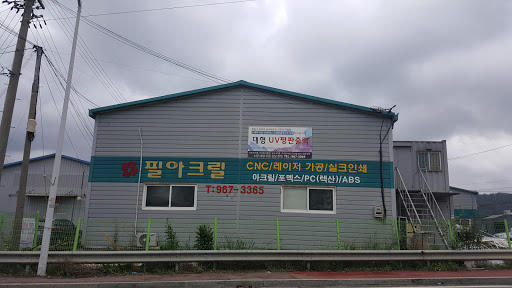 대형 UV평판출력
필아크릴
CNC/레이저 가공/실크인쇄
아크릴/포멕스/PC(렉산)/ABS
T:967-3365